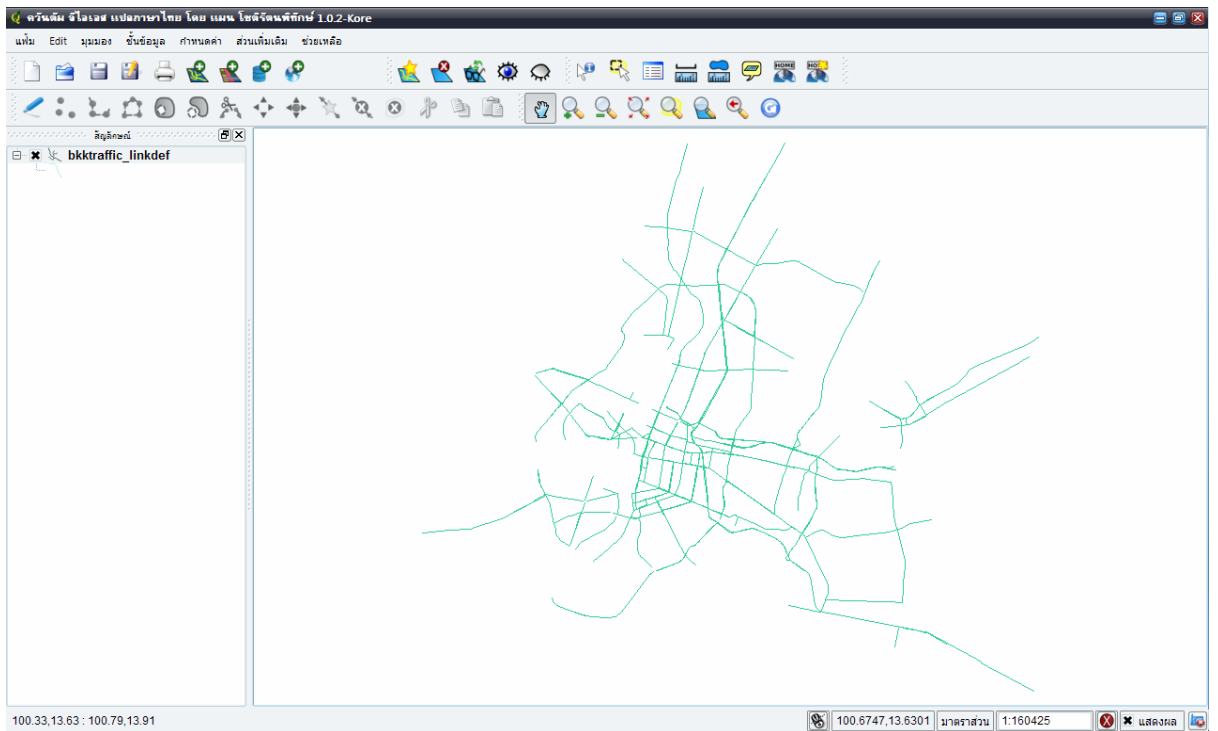 ควันตัม จีไอเอส แปลภาษาไทย โดย แมน โชติรัตนพิทักษ์ 1.0.2-Kore
แฟ้ม Edit มุมมอง ชั้นข้อมูล กำหนดค่า ส่วนเพิ่มเติม ช่วยเหลือ
HOME
สัญลักษณ์
bkktraffic_linkdef
100.33,13.63 : 100.79,13.91
100.6747,13.6301 มาตราส่วน 1:160425 แสดงผล